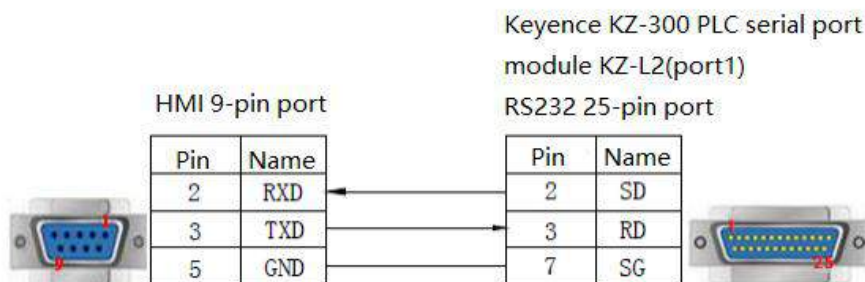 Keyence KZ-300 PLC serial port
module KZ-L2(port1)
HMI 9-pin port
RS232 25-pin port
Pin Name
Pin Name
2 RXD
2 SD
3 TXD
3 RD
5 GND
7 SG
1
9
1
25